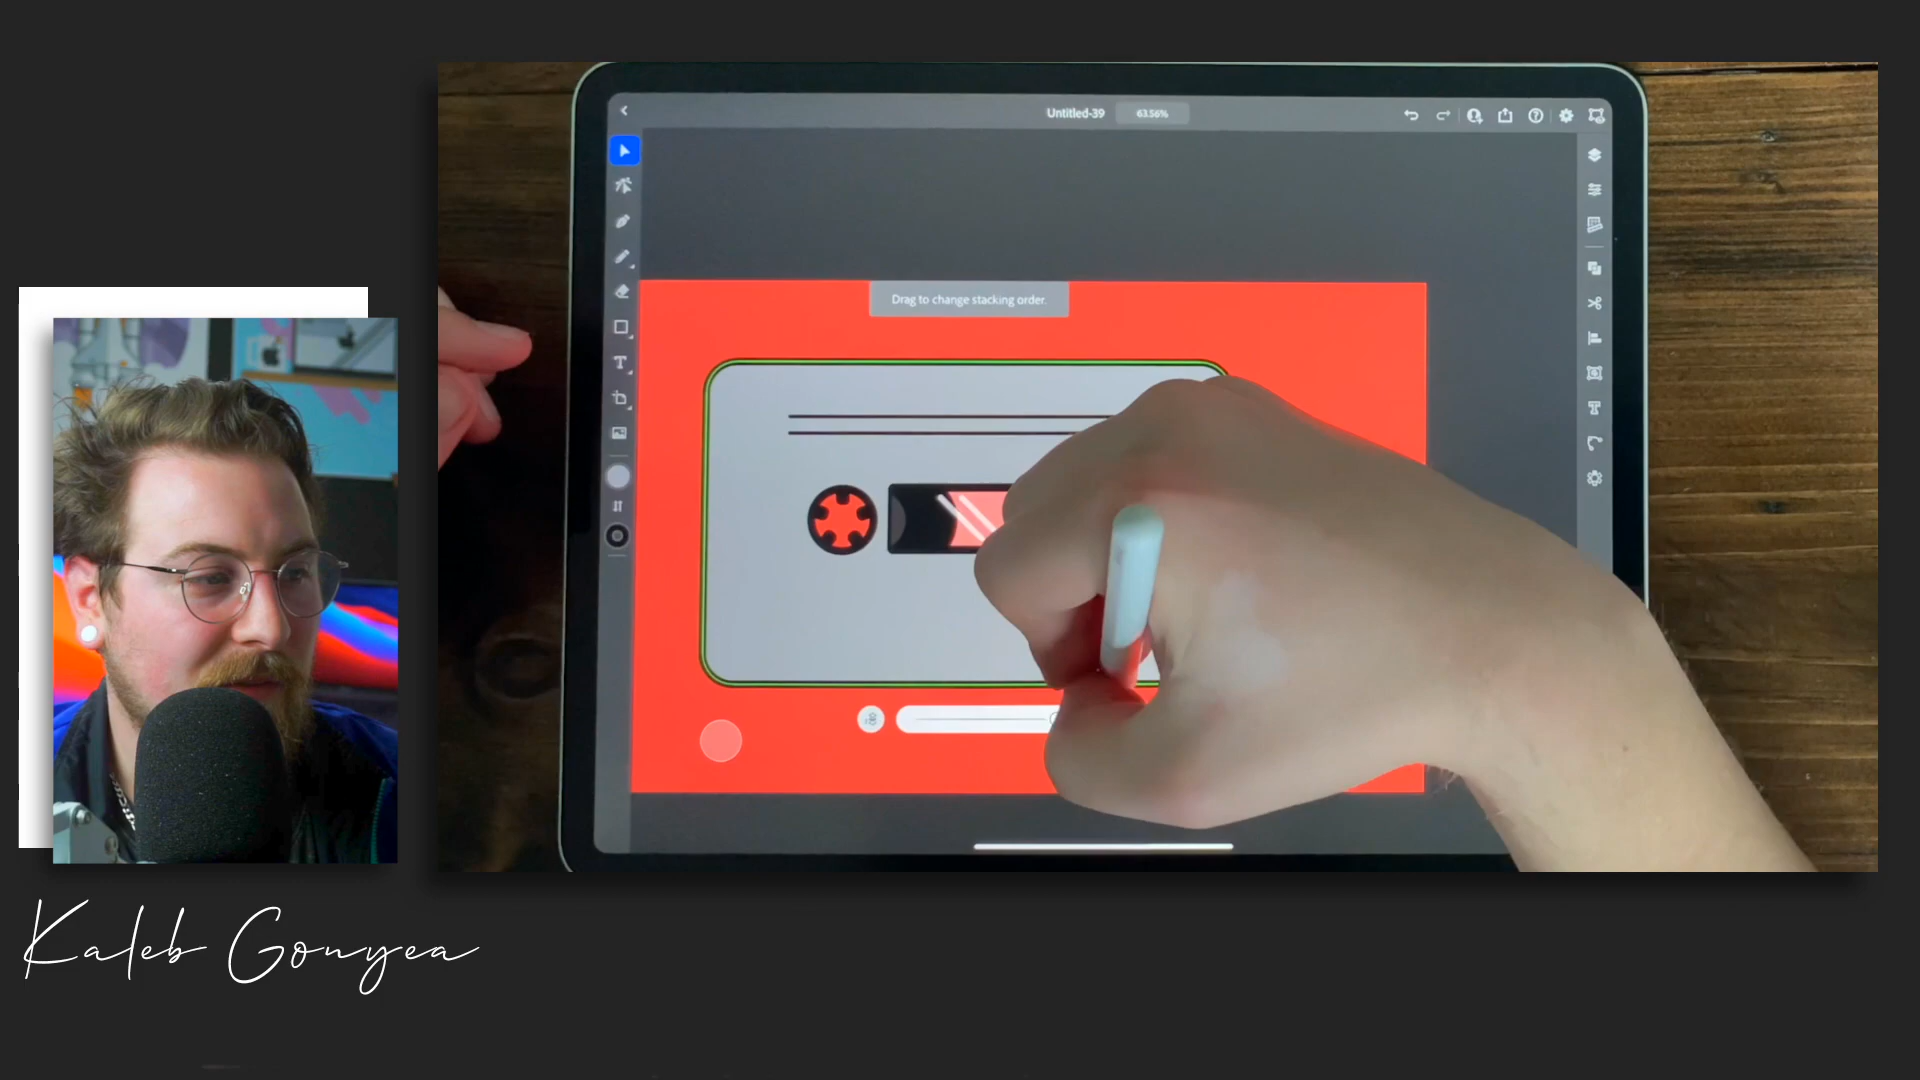 Untitled-39 63.56%
Drag to change stacking order.
Kaleb Gonyea